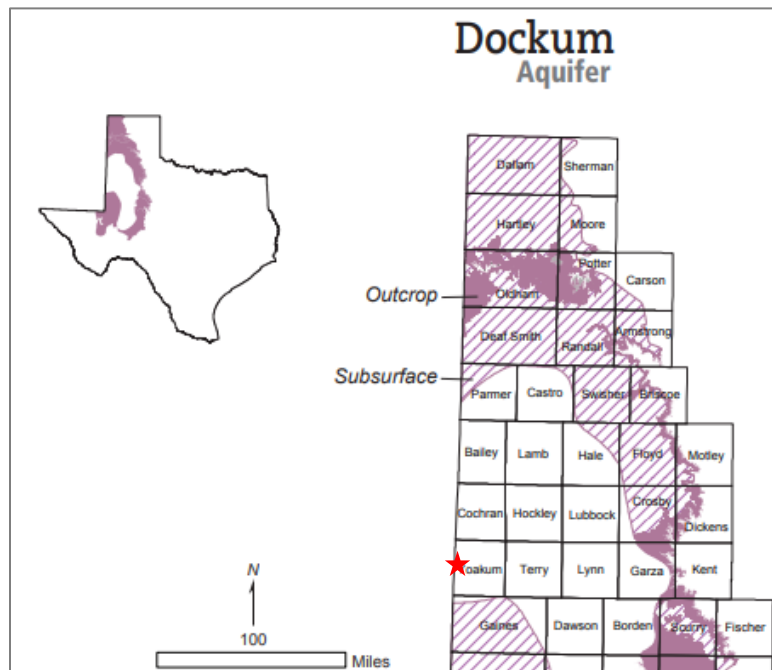 Dockum
Aquifer
Dallam Sherman
Hartley Moore
Potter Carson
Outcrop Oldham
Armstrong
Deaf Smith Randall
Subsurface
Parmer Castro Swisher Briscoe
Bailey Lamb Hale Floyd Motley
Crosby
Cochran Hockley Lubbock Dickens
oakum Terry Lynn Garza Kent
N
Gaines Dawson Borden Scurry Fischer
100
Miles